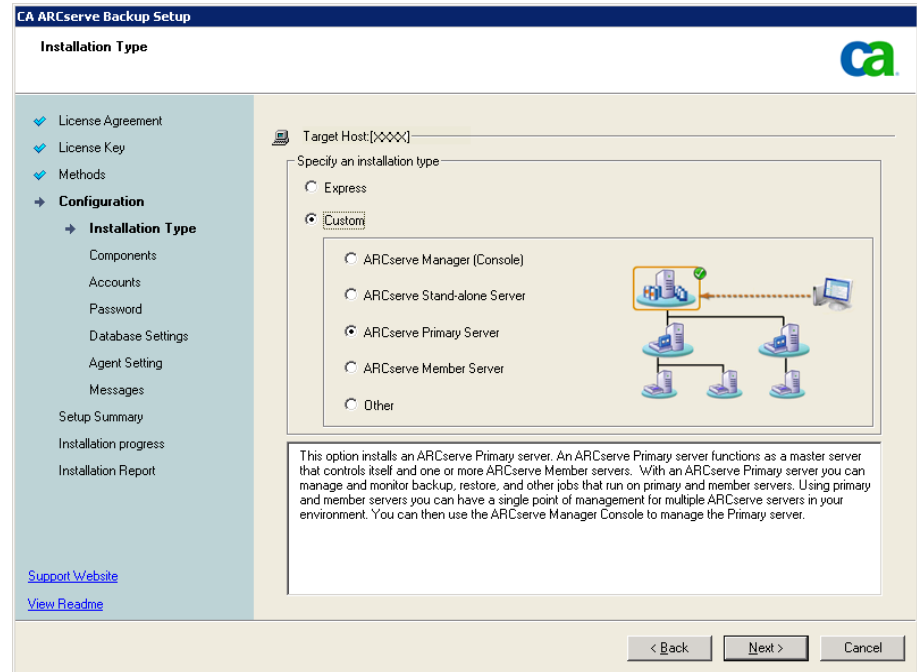 CA ARCserve Backup Setup
Installation Type
ca
License Agreement
License Key
Methods
Configuration
Installation Type
Components
Accounts
Password
Database Settings
Agent Setting
Messages
Setup Summary
Installation progress
Installation Report
Support Website
View Readme
Target Host:[XXXX]
Specify an installation type
Express
Custom
ARCserve Manager (Console)
ARCserve Stand-alone Server
ARCserve Primary Server
ARCserve Member Server
Other
This option installs an ARCserve Primary server. An ARCserve Primary server functions as a master server
that controls itself and one or more ARCserve Member servers.  With an ARCserve Primary server you can
manage and monitor backup, restore, and other jobs that run on primary and member servers. Using primary
and member servers you can have a single point of management for multiple ARCserve servers in your
environment. You can then use the ARCserve Manager Console to manage the Primary server.
< Back
Next >
Cancel